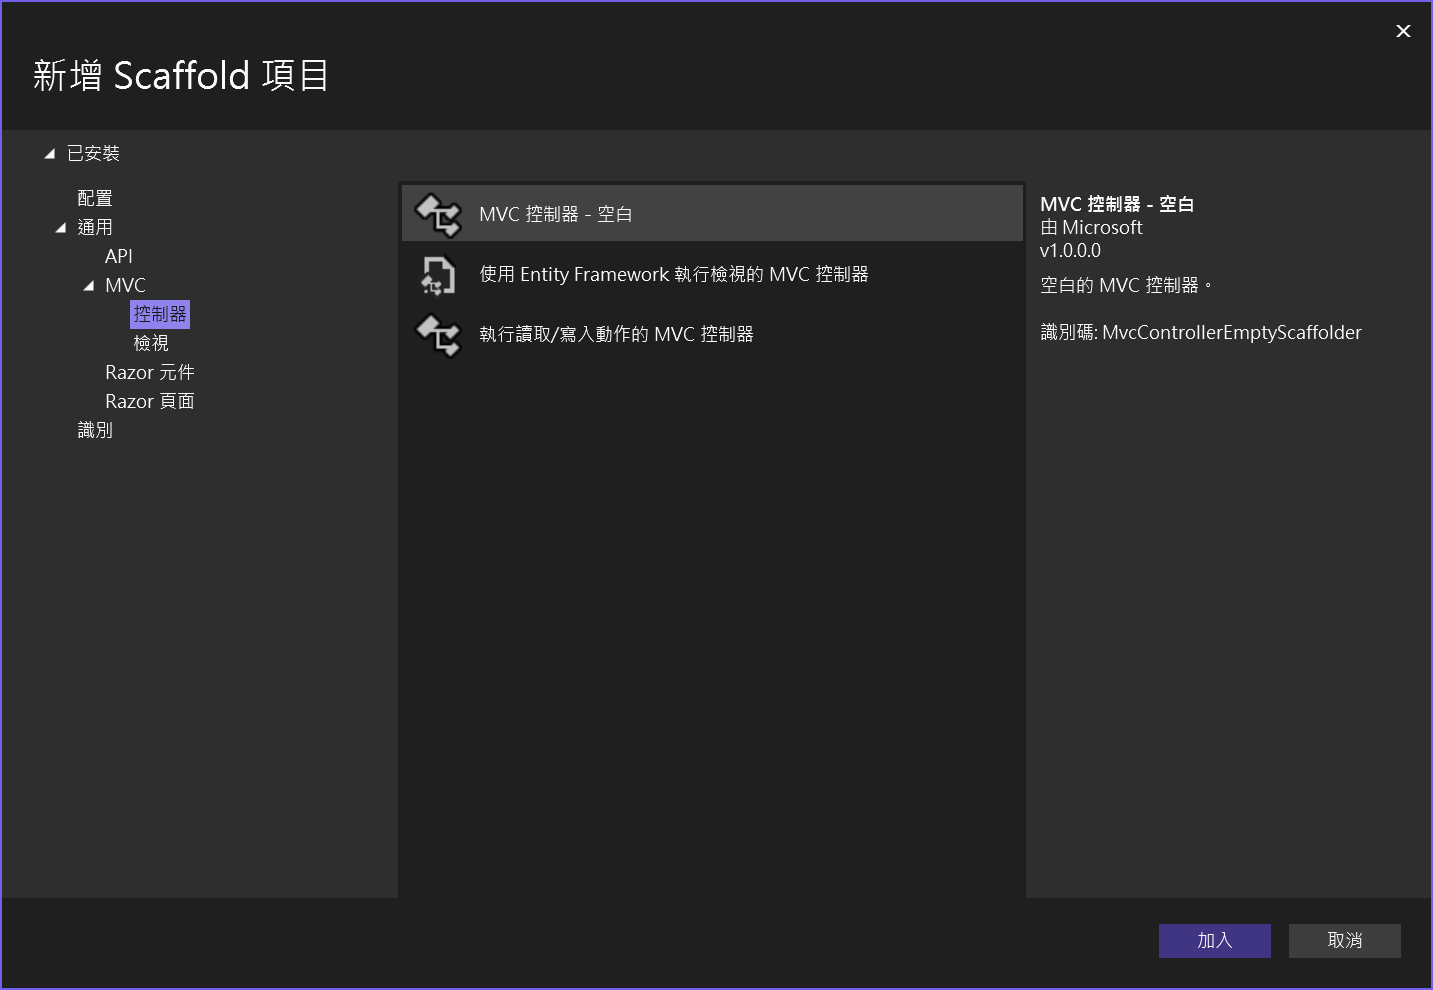 新增 Scaffold 項目
已安裝
配置
通用
API
MVC
控制器
檢視
Razor 元件
Razor 頁面
識別
MVC 控制器 - 空白
使用 Entity Framework 執行檢視的 MVC 控制器
執行讀取/寫入動作的 MVC 控制器
MVC 控制器 - 空白
由 Microsoft
v1.0.0.0
空白的 MVC 控制器。
識別碼: MvcControllerEmptyScaffolder
加入
取消